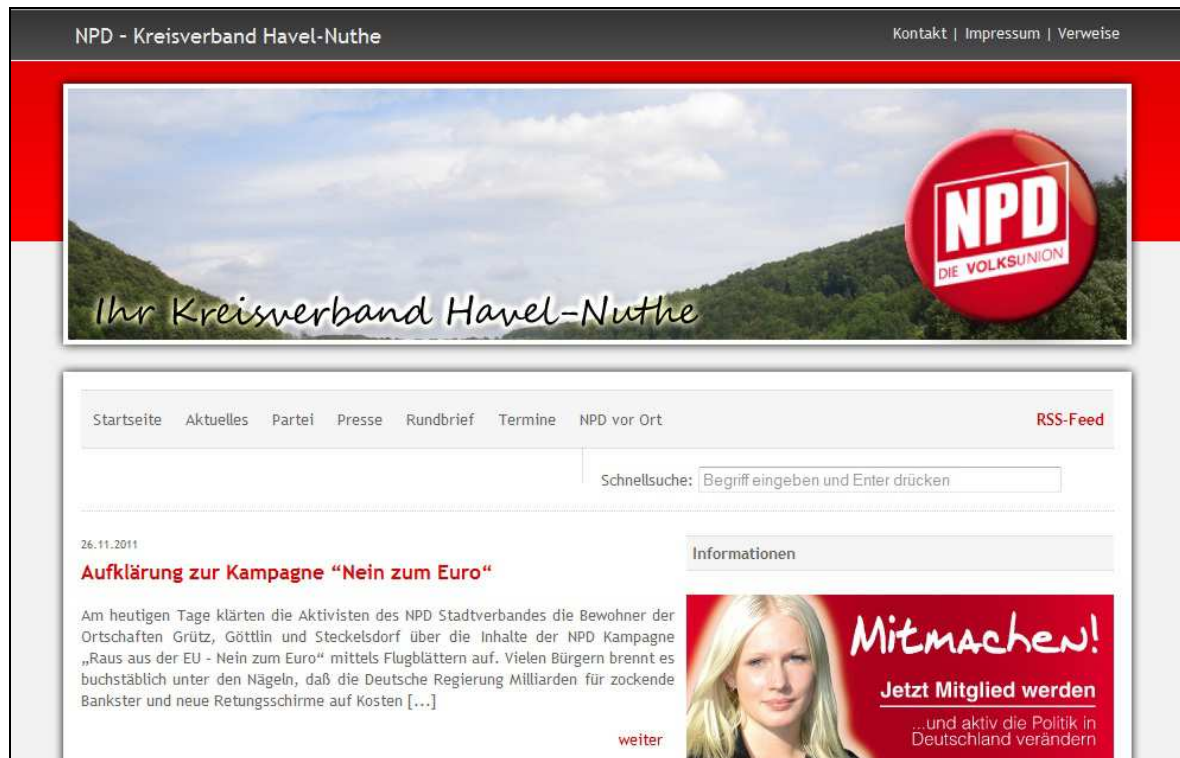 NPD – Kreisverband Havel-Nuthe
Kontakt | Impressum | Verweise
NPD
DIE VOLKSUNION
Ihr Kreisverband Havel-Nuthe
Startseite Aktuelles Partei Presse Rundbrief Termine NPD vor Ort RSS-Feed
Schnellsuche: Begriff eingeben und Enter drücken
26.11.2011
Aufklärung zur Kampagne “Nein zum Euro“
Am heutigen Tage klärten die Aktivisten des NPD Stadtverbandes die Bewohner der
Ortschaften Grütz, Göttlin und Steckelsdorf über die Inhalte der NPD Kampagne
„Raus aus der EU - Nein zum Euro“ mittels Flugblättern auf. Vielen Bürgern brennt es
buchstäblich unter den Nägeln, daß die Deutsche Regierung Milliarden für zockende
Bankster und neue Retungsschirme auf Kosten [...]
weiter
Informationen
Mitmachen!
Jetzt Mitglied werden
...und aktiv die Politik in
Deutschland verändern